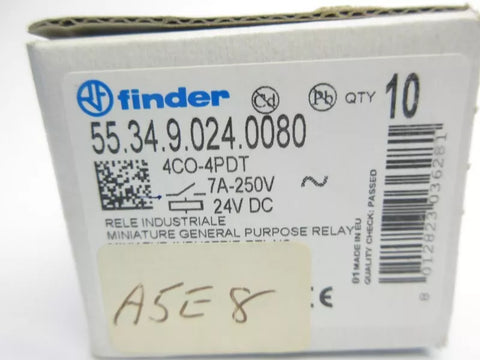 finder Cd Pb QTY 10
55.34.9.024.0080
4CO-4PDT
7A-250V ~
24V DC
RELE INDUSTRIALE
MINIATURE GENERAL PURPOSE RELAY
A5E8
CE
01 MADE IN EU
QUALITY CHECK: PASSED
8 012823 036281